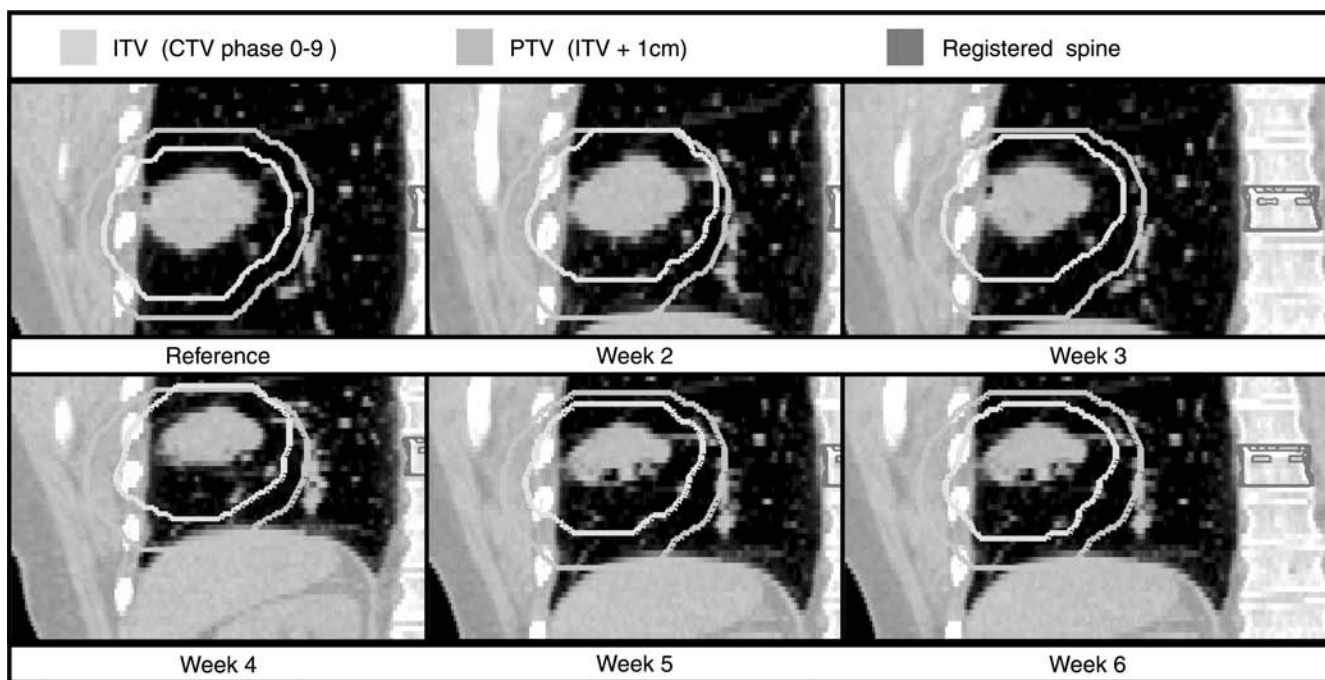 ITV (CTV phase 0-9 )
PTV (ITV + 1cm)
Registered spine
Reference
Week 2
Week 3
Week 4
Week 5
Week 6